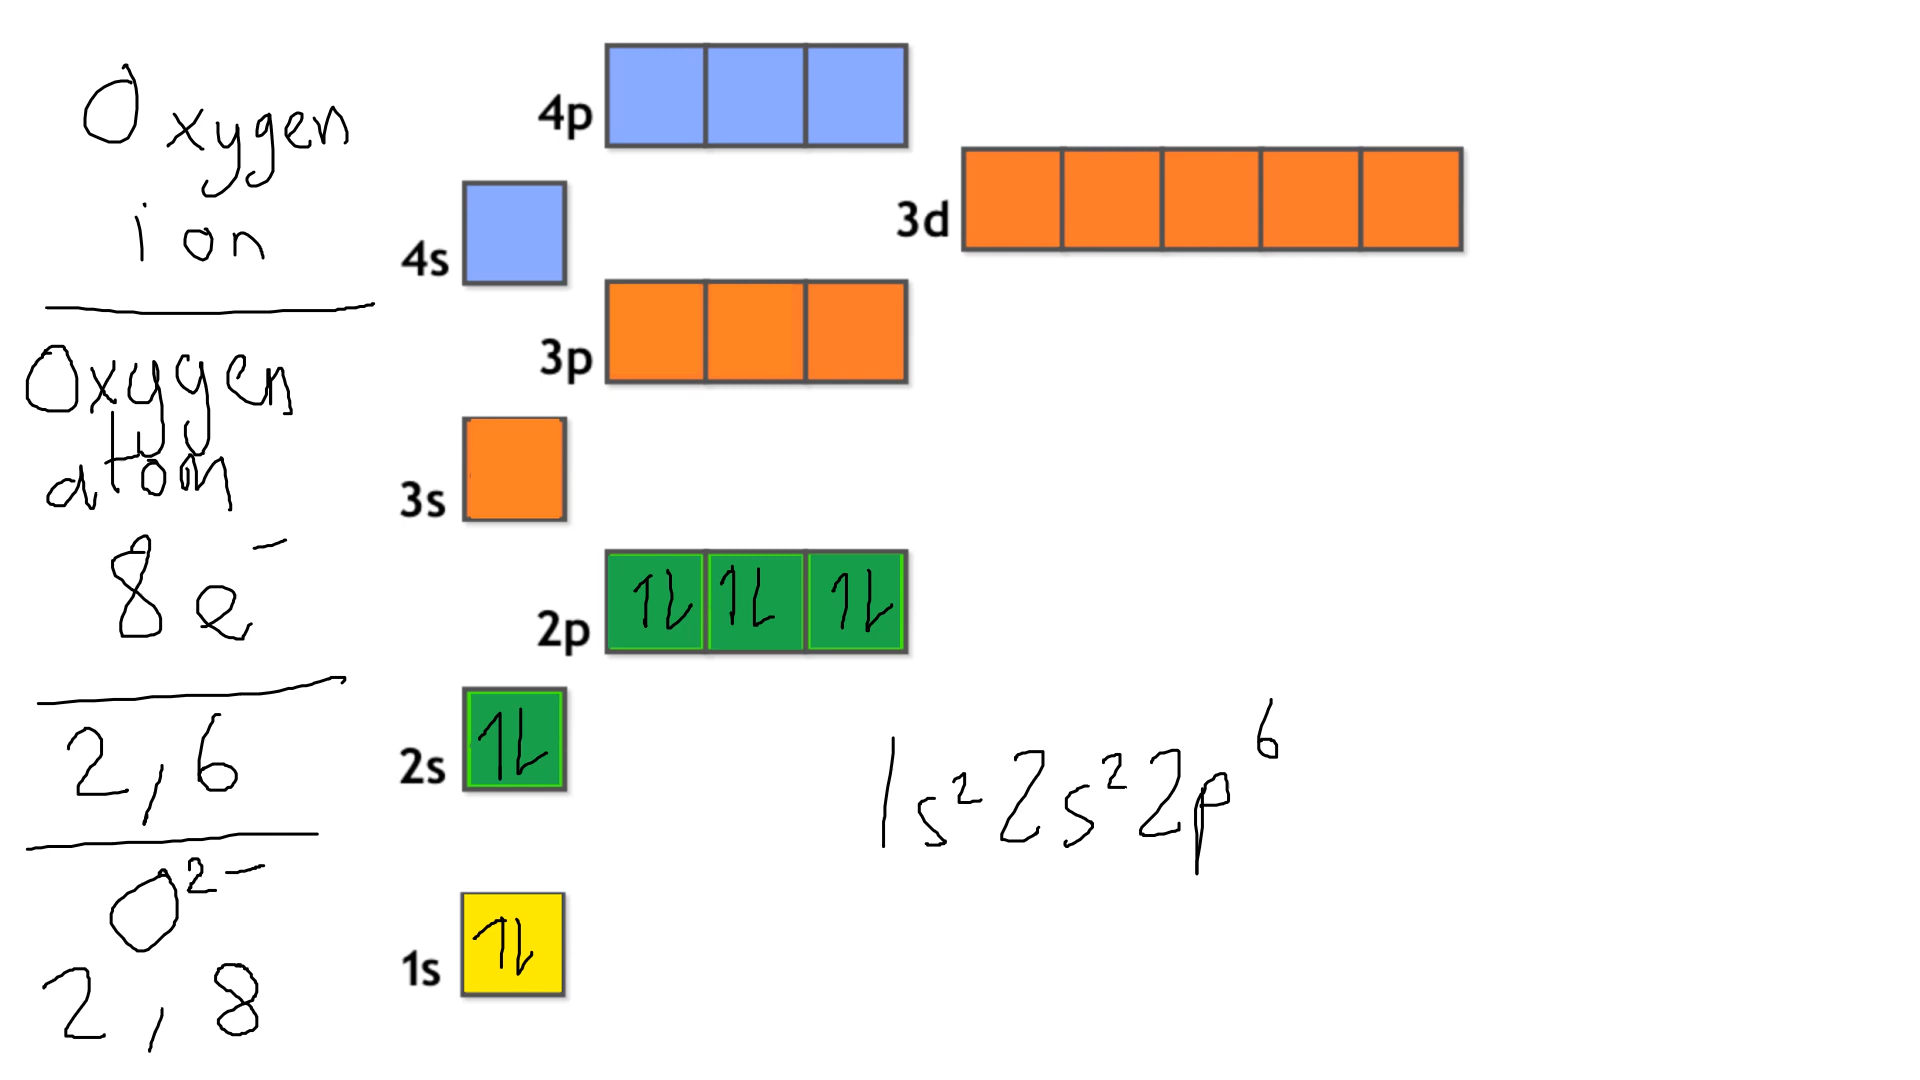 Oxygen
ion
Oxygen
atom
8e⁻
2,6
O²⁻
2,8
4p
3d
4s
3p
3s
2p
2s
1s
1s²2s²2p⁶